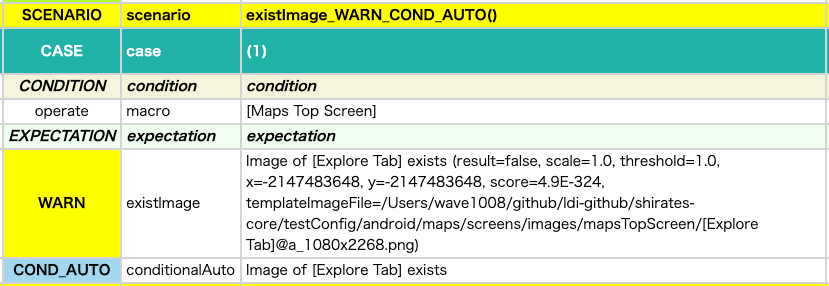 SCENARIO scenario existImage_WARN_COND_AUTO()
CASE case (1)
CONDITION condition condition
operate macro [Maps Top Screen]
EXPECTATION expectation expectation
WARN existImage Image of [Explore Tab] exists (result=false, scale=1.0, threshold=1.0,
x=-2147483648, y=-2147483648, score=4.9E-324,
templateImageFile=/Users/wave1008/github/ldi-github/shirates-
core/testConfig/android/maps/screens/images/mapsTopScreen/[Explore
Tab]@a_1080x2268.png)
COND_AUTO conditionalAuto Image of [Explore Tab] exists